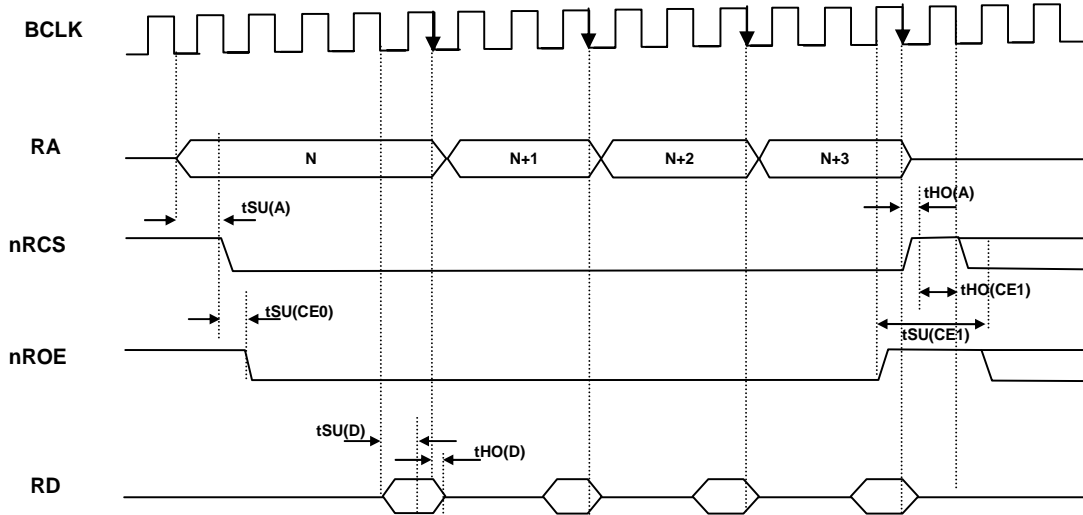 BCLK
RA
N
N+1
N+2
N+3
tSU(A)
tHO(A)
nRCS
tSU(CE0)
tHO(CE1)
tSU(CE1)
nROE
tSU(D)
tHO(D)
RD